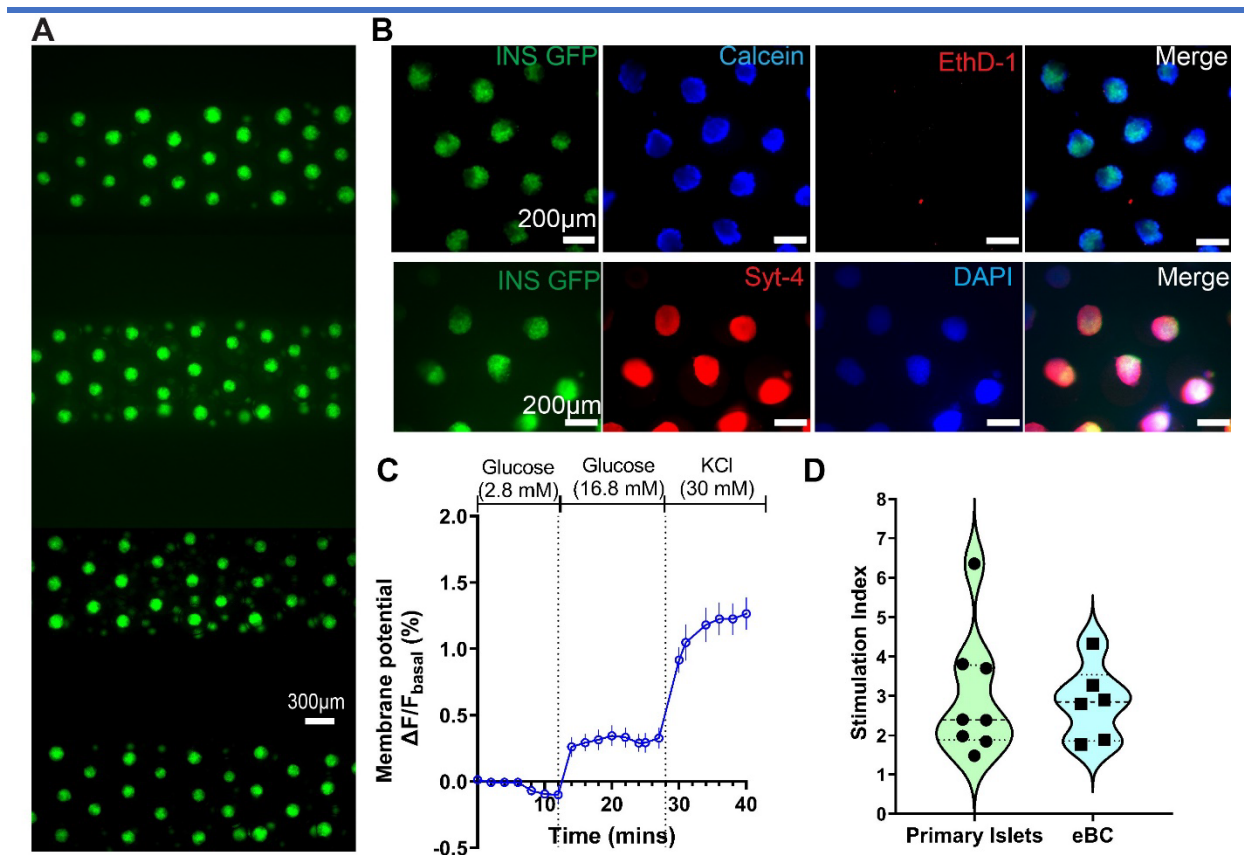 A
300µm
B
INS GFP
Calcein
EthD-1
Merge
200µm
INS GFP
Syt-4
DAPI
Merge
200µm
C
Glucose
(2.8 mM)
Glucose
(16.8 mM)
KCl
(30 mM)
Membrane potential
ΔF/Fbasal (%)
2.0
1.5
1.0
0.5
0.0
-0.5
10
20
30
40
Time (mins)
D
Stimulation Index
8
7
6
5
4
3
2
1
0
Primary Islets
eBC